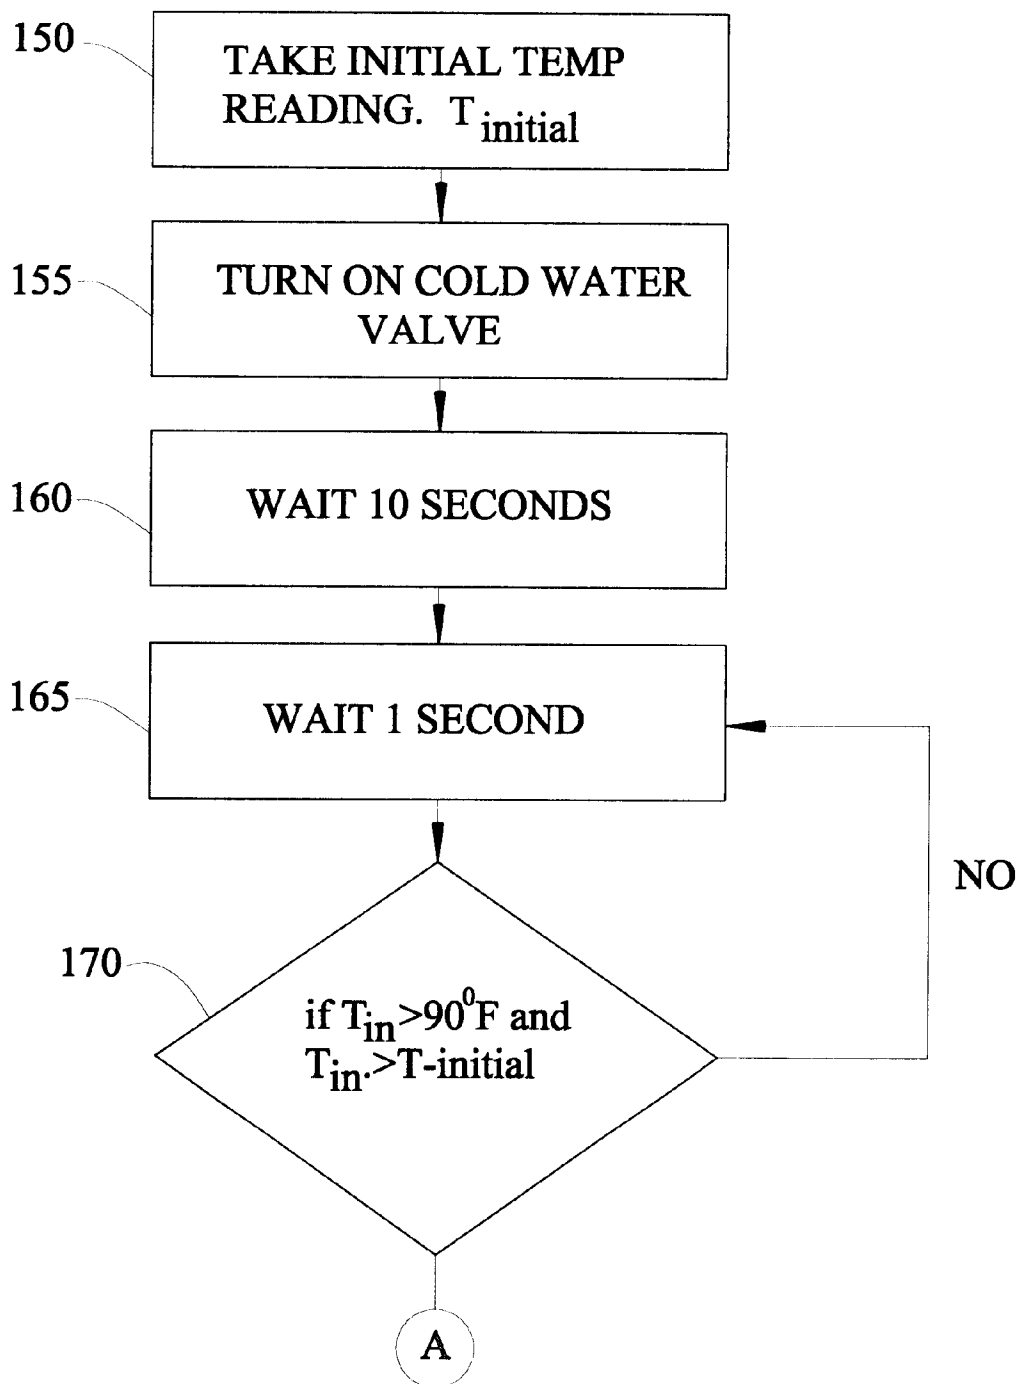 150
TAKE INITIAL TEMP
READING. T initial
155
TURN ON COLD WATER
VALVE
160
WAIT 10 SECONDS
165
WAIT 1 SECOND
NO
170
if Tin>90⁰F and
Tin.>T-initial
A